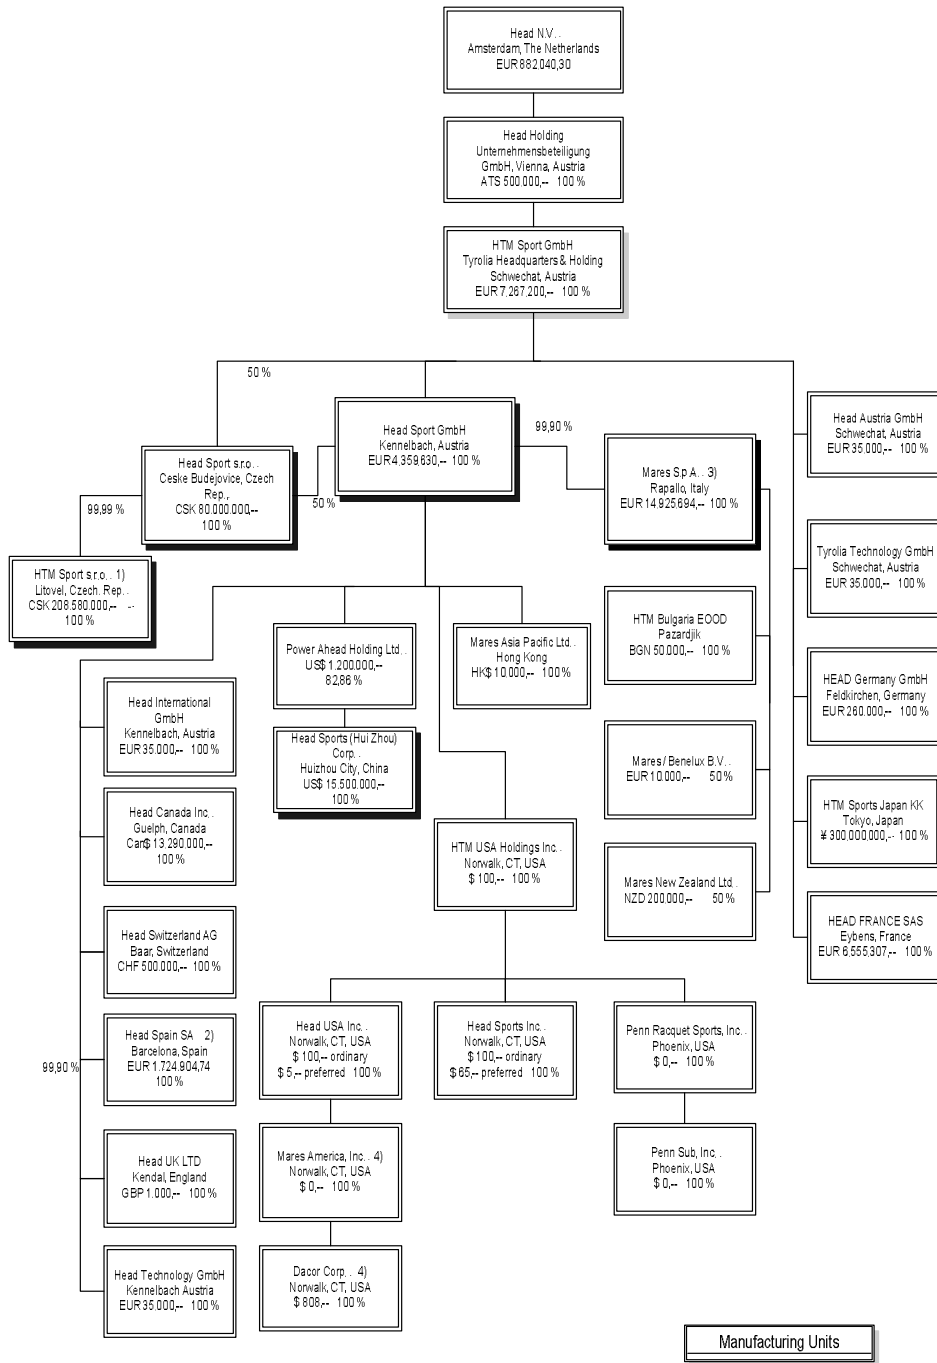 Head N.V. .
Amsterdam, The Netherlands
EUR 882.040,30
Head Holding
Unternehmensbeteiligung
GmbH, Vienna, Austria
ATS 500.000,-- 100 %
HTM Sport GmbH
Tyrolia Headquarters & Holding
Schwechat, Austria
EUR 7,267,200,-- 100 %
50 %
Head Sport GmbH
Kennelbach, Austria
EUR 4,359,630,-- 100 %
99,90 %
Head Austria GmbH
Schwechat, Austria
EUR 35.000,-- 100 %
Head Sport s.r.o. .
Ceske Budejovice, Czech
Rep.,
CSK 80.000.000,--
100 %
50 %
99,99 %
Mares S.p.A. . 3)
Rapallo, Italy
EUR 14.925,694,-- 100 %
HTM Sport s.r.o. . 1)
Litovel, Czech. Rep. .
CSK 208.580.000,-- --
100 %
Tyrolia Technology GmbH
Schwechat, Austria
EUR 35.000,-- 100 %
Power Ahead Holding Ltd. .
US$ 1.200.000,--
82,86 %
Mares Asia Pacific Ltd. .
Hong Kong
HK$ 10.000,-- 100 %
HTM Bulgaria EOOD
Pazardjik
BGN 50.000,-- 100 %
HEAD Germany GmbH
Feldkirchen, Germany
EUR 260.000,-- 100 %
Head International
GmbH
Kennelbach, Austria
EUR 35.000,-- 100 %
Head Sports (Hui Zhou)
Corp. .
Huizhou City, China
US$ 15.500.000,--
100 %
Mares / Benelux B.V. .
EUR 10.000,-- 50 %
HTM Sports Japan KK
Tokyo, Japan
¥ 300,000,000,-- 100 %
Head Canada Inc. .
Guelph, Canada
Can$ 13,290.000,--
100 %
HTM USA Holdings Inc. .
Norwalk, CT, USA
$ 100,-- 100 %
Mares New Zealand Ltd. .
NZD 200.000,-- 50 %
HEAD FRANCE SAS
Eybens, France
EUR 6,555,307,-- 100 %
Head Switzerland AG
Baar, Switzerland
CHF 500.000,-- 100 %
Head Spain SA 2)
Barcelona, Spain
EUR 1.724.904,74
100 %
99,90 %
Head USA Inc. .
Norwalk, CT, USA
$ 100,-- ordinary
$ 5,-- preferred 100 %
Head Sports Inc. .
Norwalk, CT, USA
$ 100,-- ordinary
$ 65,-- preferred 100 %
Penn Racquet Sports, Inc. .
Phoenix, USA
$ 0,-- 100 %
Head UK LTD
Kendal, England
GBP 1.000,-- 100 %
Mares America, Inc. . 4)
Norwalk, CT, USA
$ 0,-- 100 %
Penn Sub, Inc. .
Phoenix, USA
$ 0,-- 100 %
Head Technology GmbH
Kennelbach Austria
EUR 35.000,-- 100 %
Dacor Corp. . 4)
Norwalk, CT, USA
$ 808,-- 100 %
Manufacturing Units